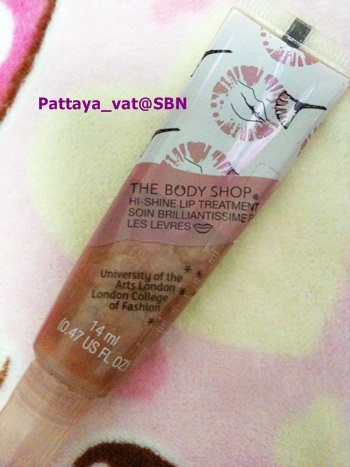 Pattaya_vat@SBN
THE BODY SHOP®
HI-SHINE LIP TREATMENT
SOIN BRILLIANTISSIME
LES LEVRES
University of the
Arts London
London College
of Fashion
14 ml
(0.47 US FL OZ)